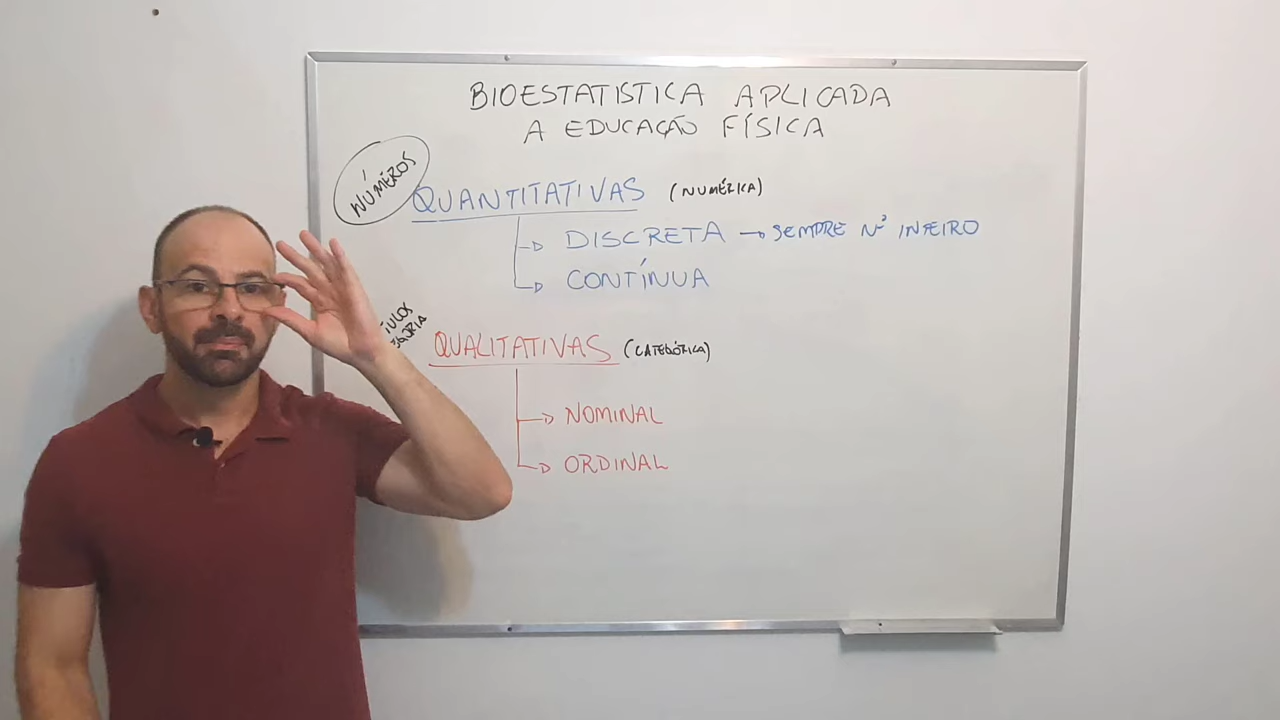 BIOESTATISTICA APLICADA
A EDUCAÇÃO FÍSICA
NÚMEROS
QUANTITATIVAS (NUMÉRICA)
DISCRETA → SEMPRE Nº INTEIRO
CONTÍNUA
QUALITATIVAS (CATEGÓRICA)
NOMINAL
ORDINAL